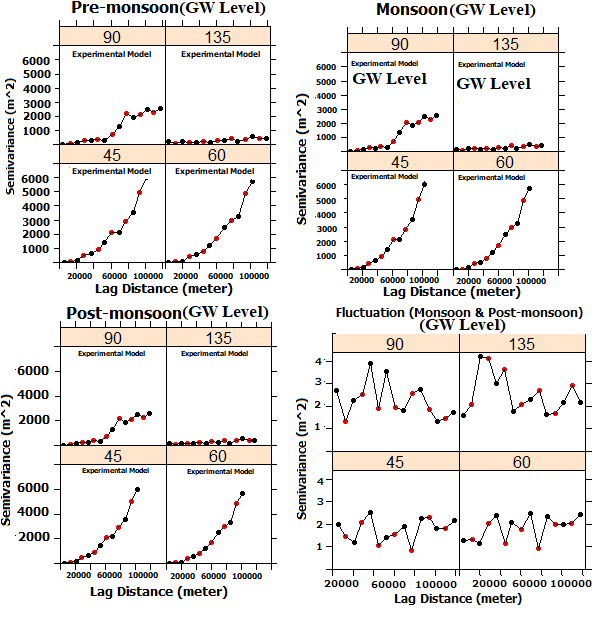 Pre-monsoon(GW Level)
90 135
Experimental Model Experimental Model
6000
5000
4000
3000
2000
1000
45 60
Experimental Model Experimental Model
6000
5000
4000
3000
2000
1000
Semivariance (m^2)
20000 60000 100000 20000 60000 100000
Lag Distance (meter)
Monsoon(GW Level)
90 135
Experimental Model Experimental Model
GW Level GW Level
6000
5000
4000
3000
2000
1000
45 60
Experimental Model Experimental Model
6000
5000
4000
3000
2000
1000
Semivariance (m^2)
20000 60000 100000 20000 60000 100000
Lag Distance (meter)
Post-monsoon(GW Level)
90 135
Experimental Model Experimental Model
6000
4000
2000
45 60
Experimental Model Experimental Model
6000
4000
2000
Semivariance (m^2)
20000 60000 100000 20000 60000 100000
Lag Distance (meter)
Fluctuation (Monsoon & Post-monsoon)
(GW Level)
90 135
4
3
2
1
45 60
4
3
2
1
Semivariance (m^2)
20000 60000 100000 20000 60000 100000
Lag Distance (meter)